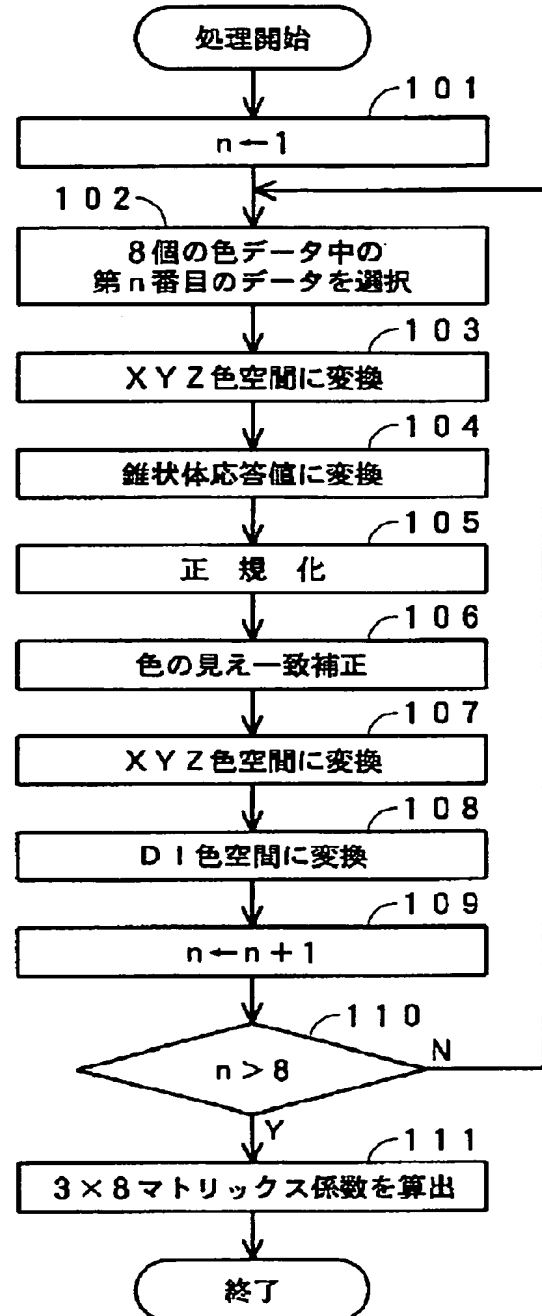 処理開始
101
n←1
102
8個の色データ中の
第n番目のデータを選択
103
XYZ色空間に変換
104
錐状体応答値に変換
105
正 規 化
106
色の見え一致補正
107
XYZ色空間に変換
108
DI色空間に変換
109
n←n+1
110
n>8
N
Y
111
3×8マトリックス係数を算出
終了